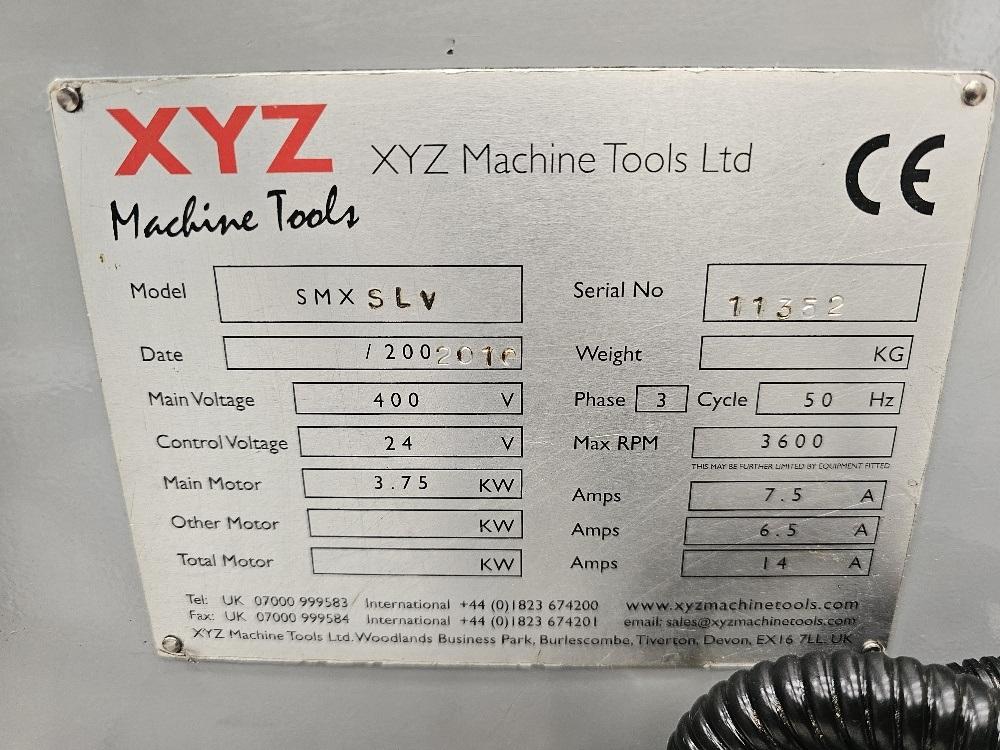 XYZ
Machine Tools
XYZ Machine Tools Ltd
CE
Model SMX SLV
Serial No 11352
Date / 200 2010
Weight KG
Main Voltage 400 V
Phase 3 Cycle 50 Hz
Control Voltage 24 V
Max RPM 3600
THIS MAY BE FURTHER LIMITED BY EQUIPMENT FITTED
Main Motor 3.75 KW
Amps 7.5 A
Other Motor KW
Amps 6.5 A
Total Motor KW
Amps 14 A
Tel: UK 07000 999583 International +44 (0)1823 674200 www.xyzmachinetools.com
Fax: UK 07000 999584 International +44 (0)1823 674201 email: sales@xyzmachinetools.com
XYZ Machine Tools Ltd. Woodlands Business Park, Burlescombe, Tiverton, Devon, EX16 7LL. UK